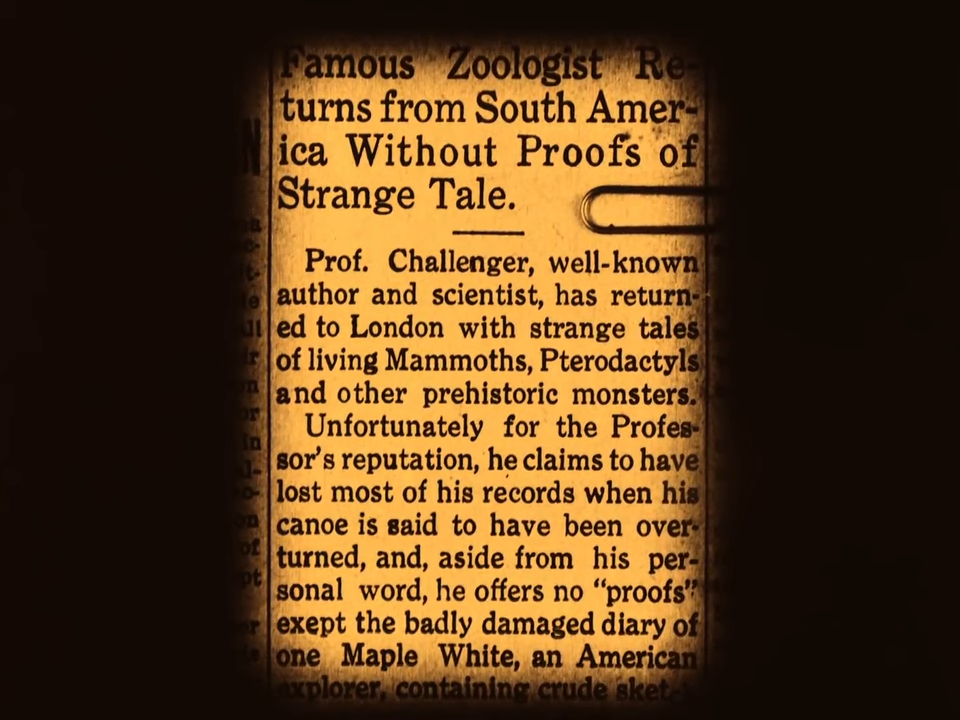 Famous Zoologist Re-
turns from South Amer-
ica Without Proofs of
Strange Tale.
Prof. Challenger, well-known
author and scientist, has return-
ed to London with strange tales
of living Mammoths, Pterodactyls
and other prehistoric monsters.
Unfortunately for the Profes-
sor's reputation, he claims to have
lost most of his records when his
canoe is said to have been over-
turned, and, aside from his per-
sonal word, he offers no "proofs"
exept the badly damaged diary of
one Maple White, an American
explorer, containing crude sket-